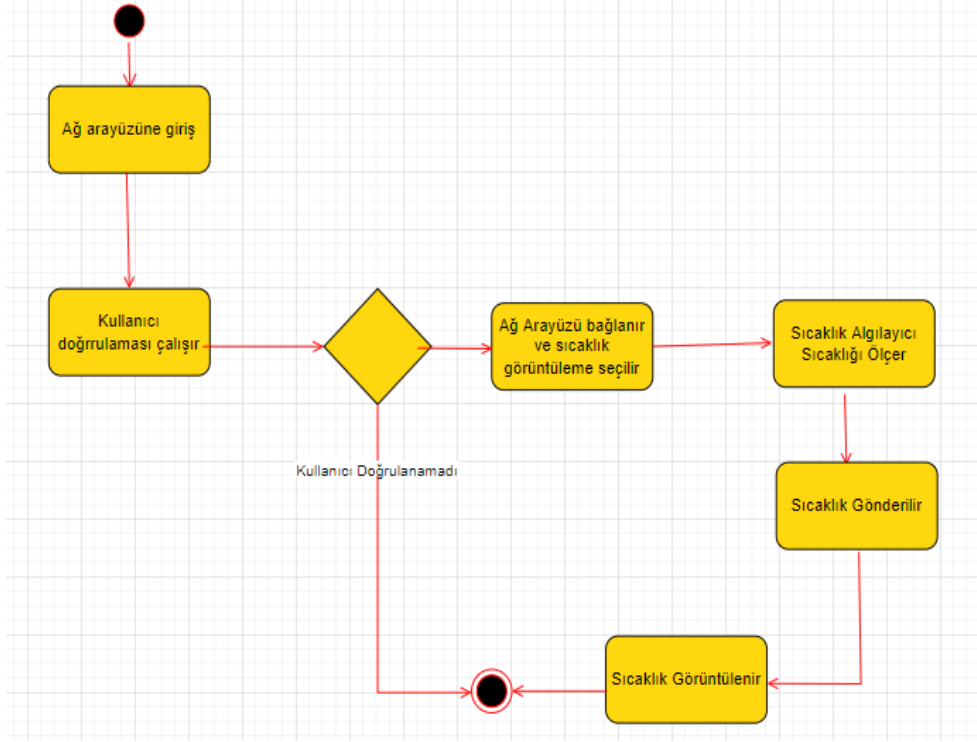 Ağ arayüzüne giriş
Kullanıcı
doğrrulaması çalışır
Ağ Arayüzü bağlanır
ve sıcaklık
görüntüleme seçilir
Sıcaklık Algılayıcı
Sıcaklığı Ölçer
Kullanıcı Doğrulanamadı
Sıcaklık Gönderilir
Sıcaklık Görüntülenir